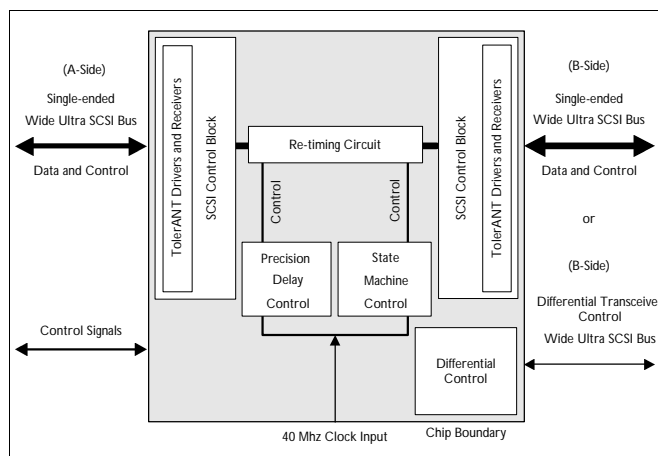 (A-Side)
Single-ended
Wide Ultra SCSI Bus
Data and Control
Control Signals
TolerANT Drivers and Receivers
SCSI Control Block
Re-timing Circuit
Control
Control
Precision
Delay
Control
State
Machine
Control
SCSI Control Block
TolerANT Drivers and Receivers
Differential
Control
40 Mhz Clock Input
Chip Boundary
(B-Side)
Single-ended
Wide Ultra SCSI Bus
Data and Control
or
(B-Side)
Differential Transceive
Control
Wide Ultra SCSI Bus